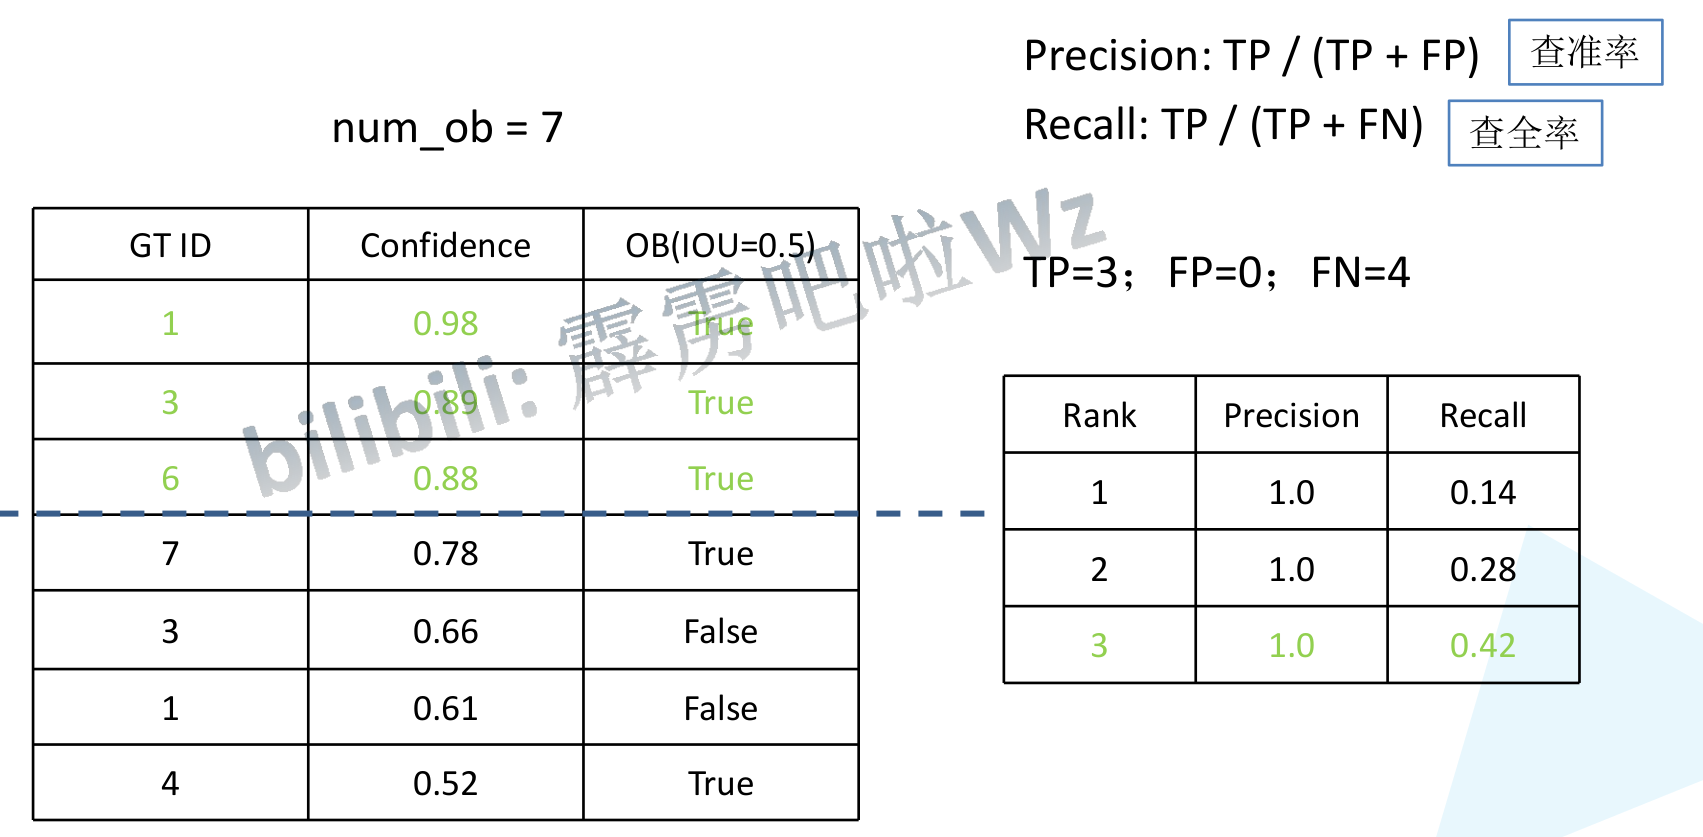 Precision: TP / (TP + FP) 查准率
num_ob = 7
Recall: TP / (TP + FN) 查全率
GT ID Confidence OB(IOU=0.5)
1 0.98 True
3 0.89 True
6 0.88 True
7 0.78 True
3 0.66 False
1 0.61 False
4 0.52 True
TP=3； FP=0； FN=4
Rank Precision Recall
1 1.0 0.14
2 1.0 0.28
3 1.0 0.42
bilibili: 霹雳吧啦Wz